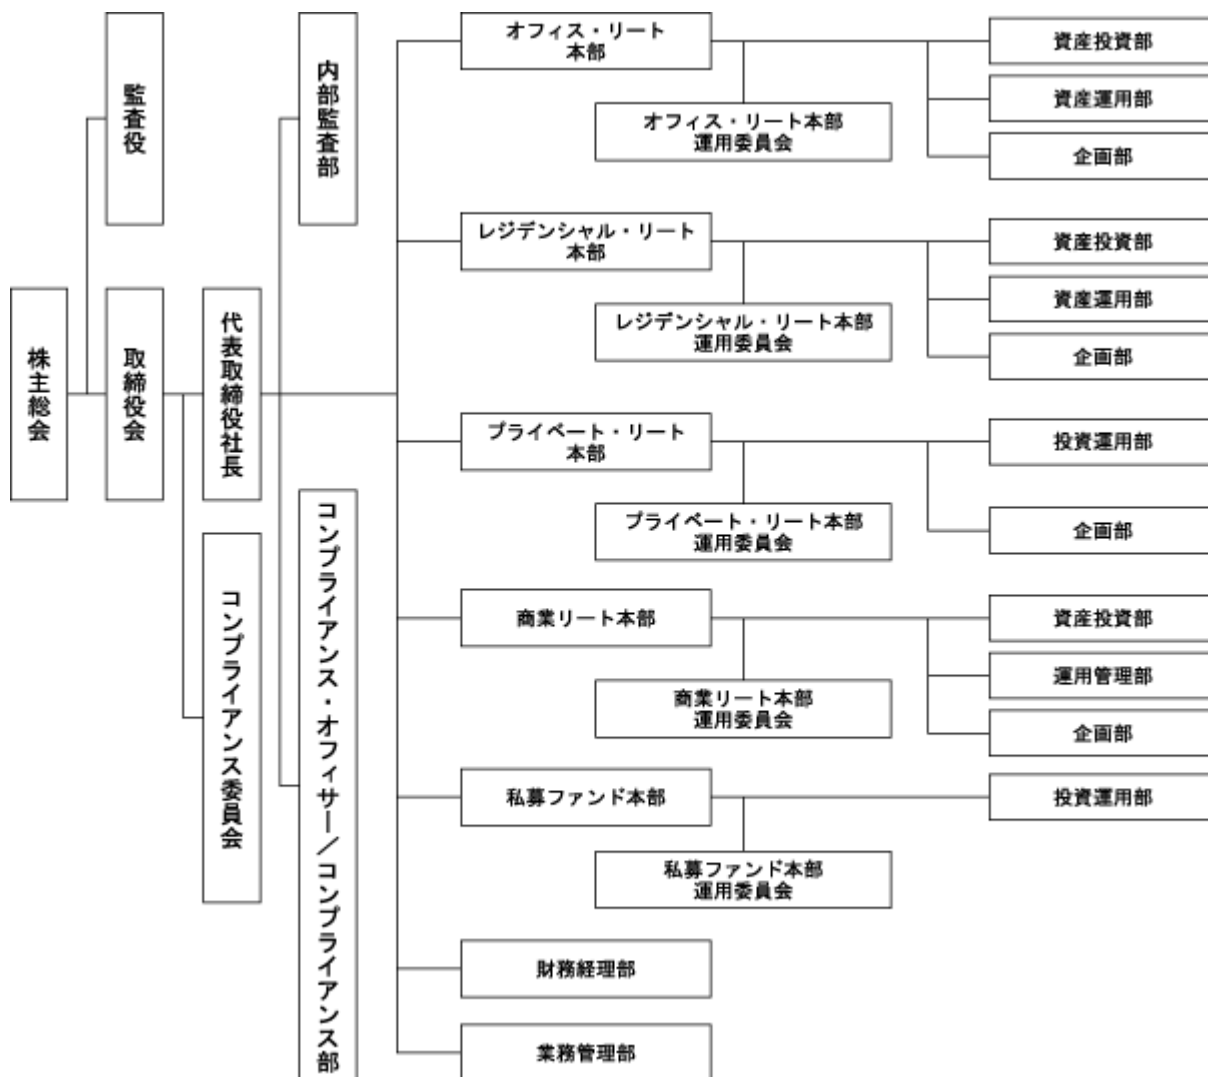 株主総会
監査役
取締役会
代表取締役社長
コンプライアンス委員会
内部監査部
コンプライアンス・オフィサー／コンプライアンス部
オフィス・リート
本部
オフィス・リート本部
運用委員会
資産投資部
資産運用部
企画部
レジデンシャル・リート
本部
レジデンシャル・リート本部
運用委員会
資産投資部
資産運用部
企画部
プライベート・リート
本部
プライベート・リート本部
運用委員会
投資運用部
企画部
商業リート本部
商業リート本部
運用委員会
資産投資部
運用管理部
企画部
私募ファンド本部
私募ファンド本部
運用委員会
投資運用部
財務経理部
業務管理部